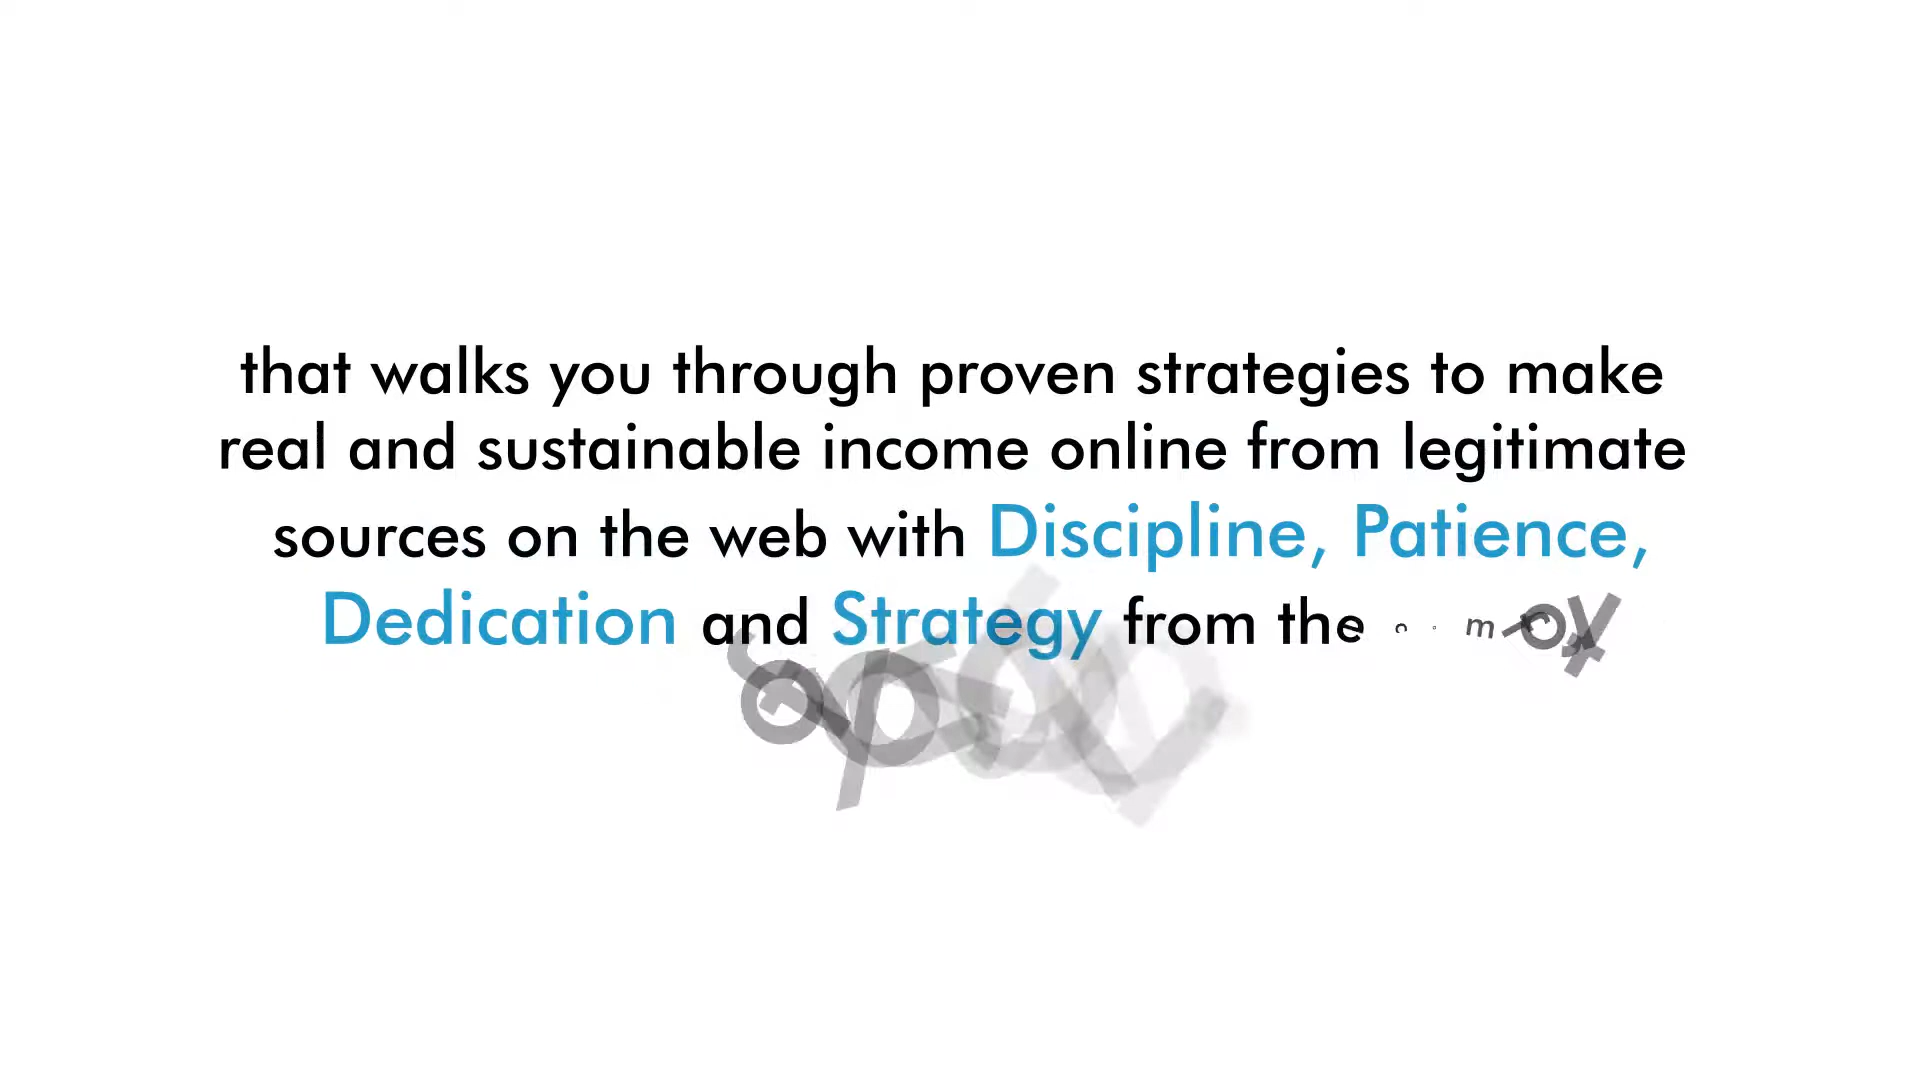 that walks you through proven strategies to make
real and sustainable income online from legitimate
sources on the web with Discipline, Patience,
Dedication and Strategy from the